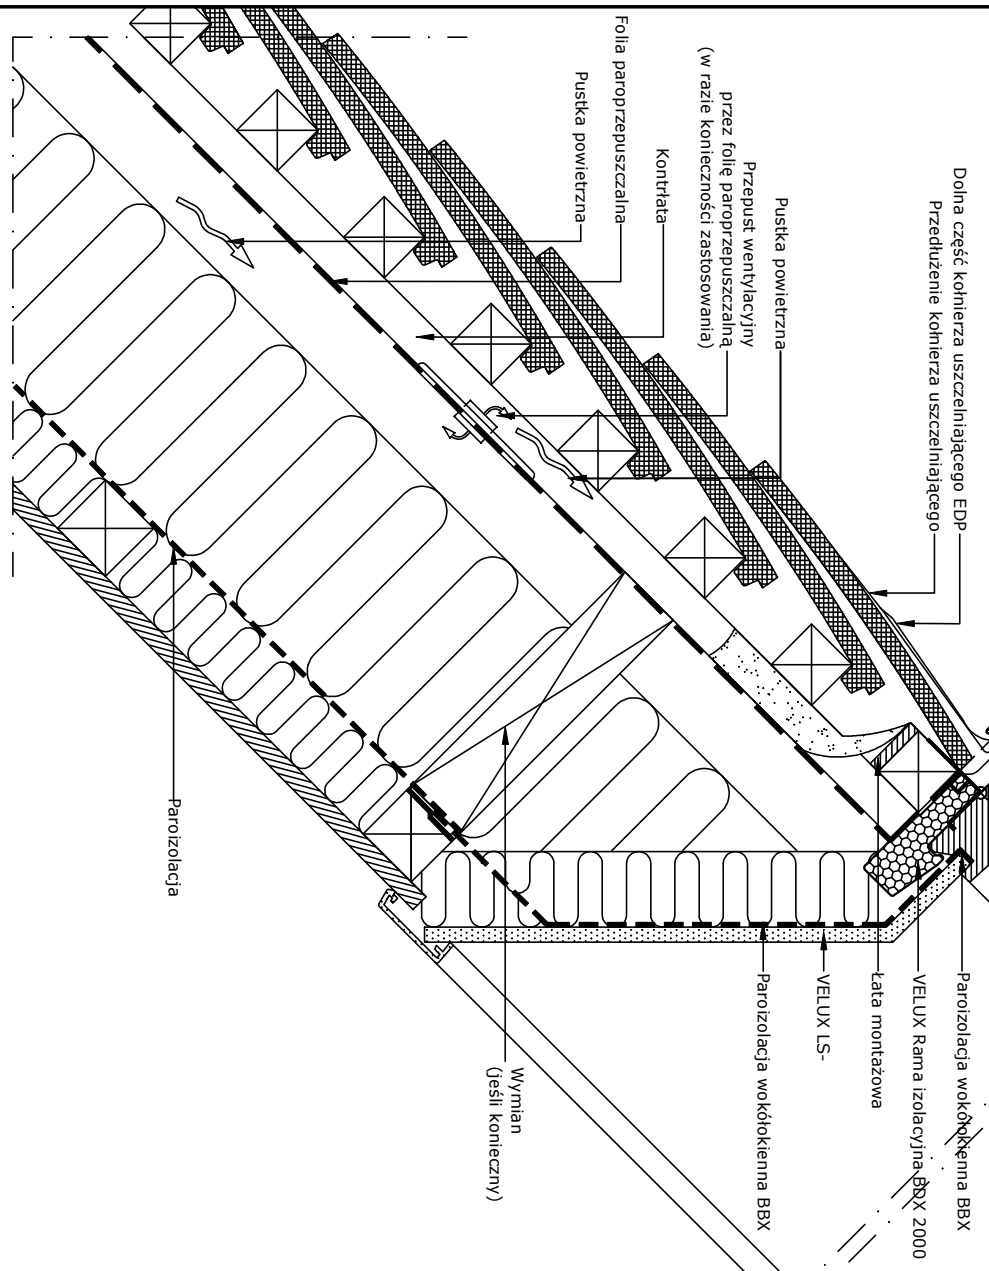 Dolna część kołnierza uszczelniającego EDP
Przedłużenie kołnierza uszczelniającego
Pustka powietrzna
Przepust wentylacyjny
przez folię paroprzepuszczalną
(w razie konieczności zastosowania)
Kontrłata
Folia paroprzepuszczalna
Pustka powietrzna
Paroizolacja wokółokienna BBX
VELUX Rama izolacyjna BDX 2000
Łata montażowa
VELUX LS-
Paroizolacja wokółokienna BBX
Wymian
(jeśli konieczny)
Paroizolacja